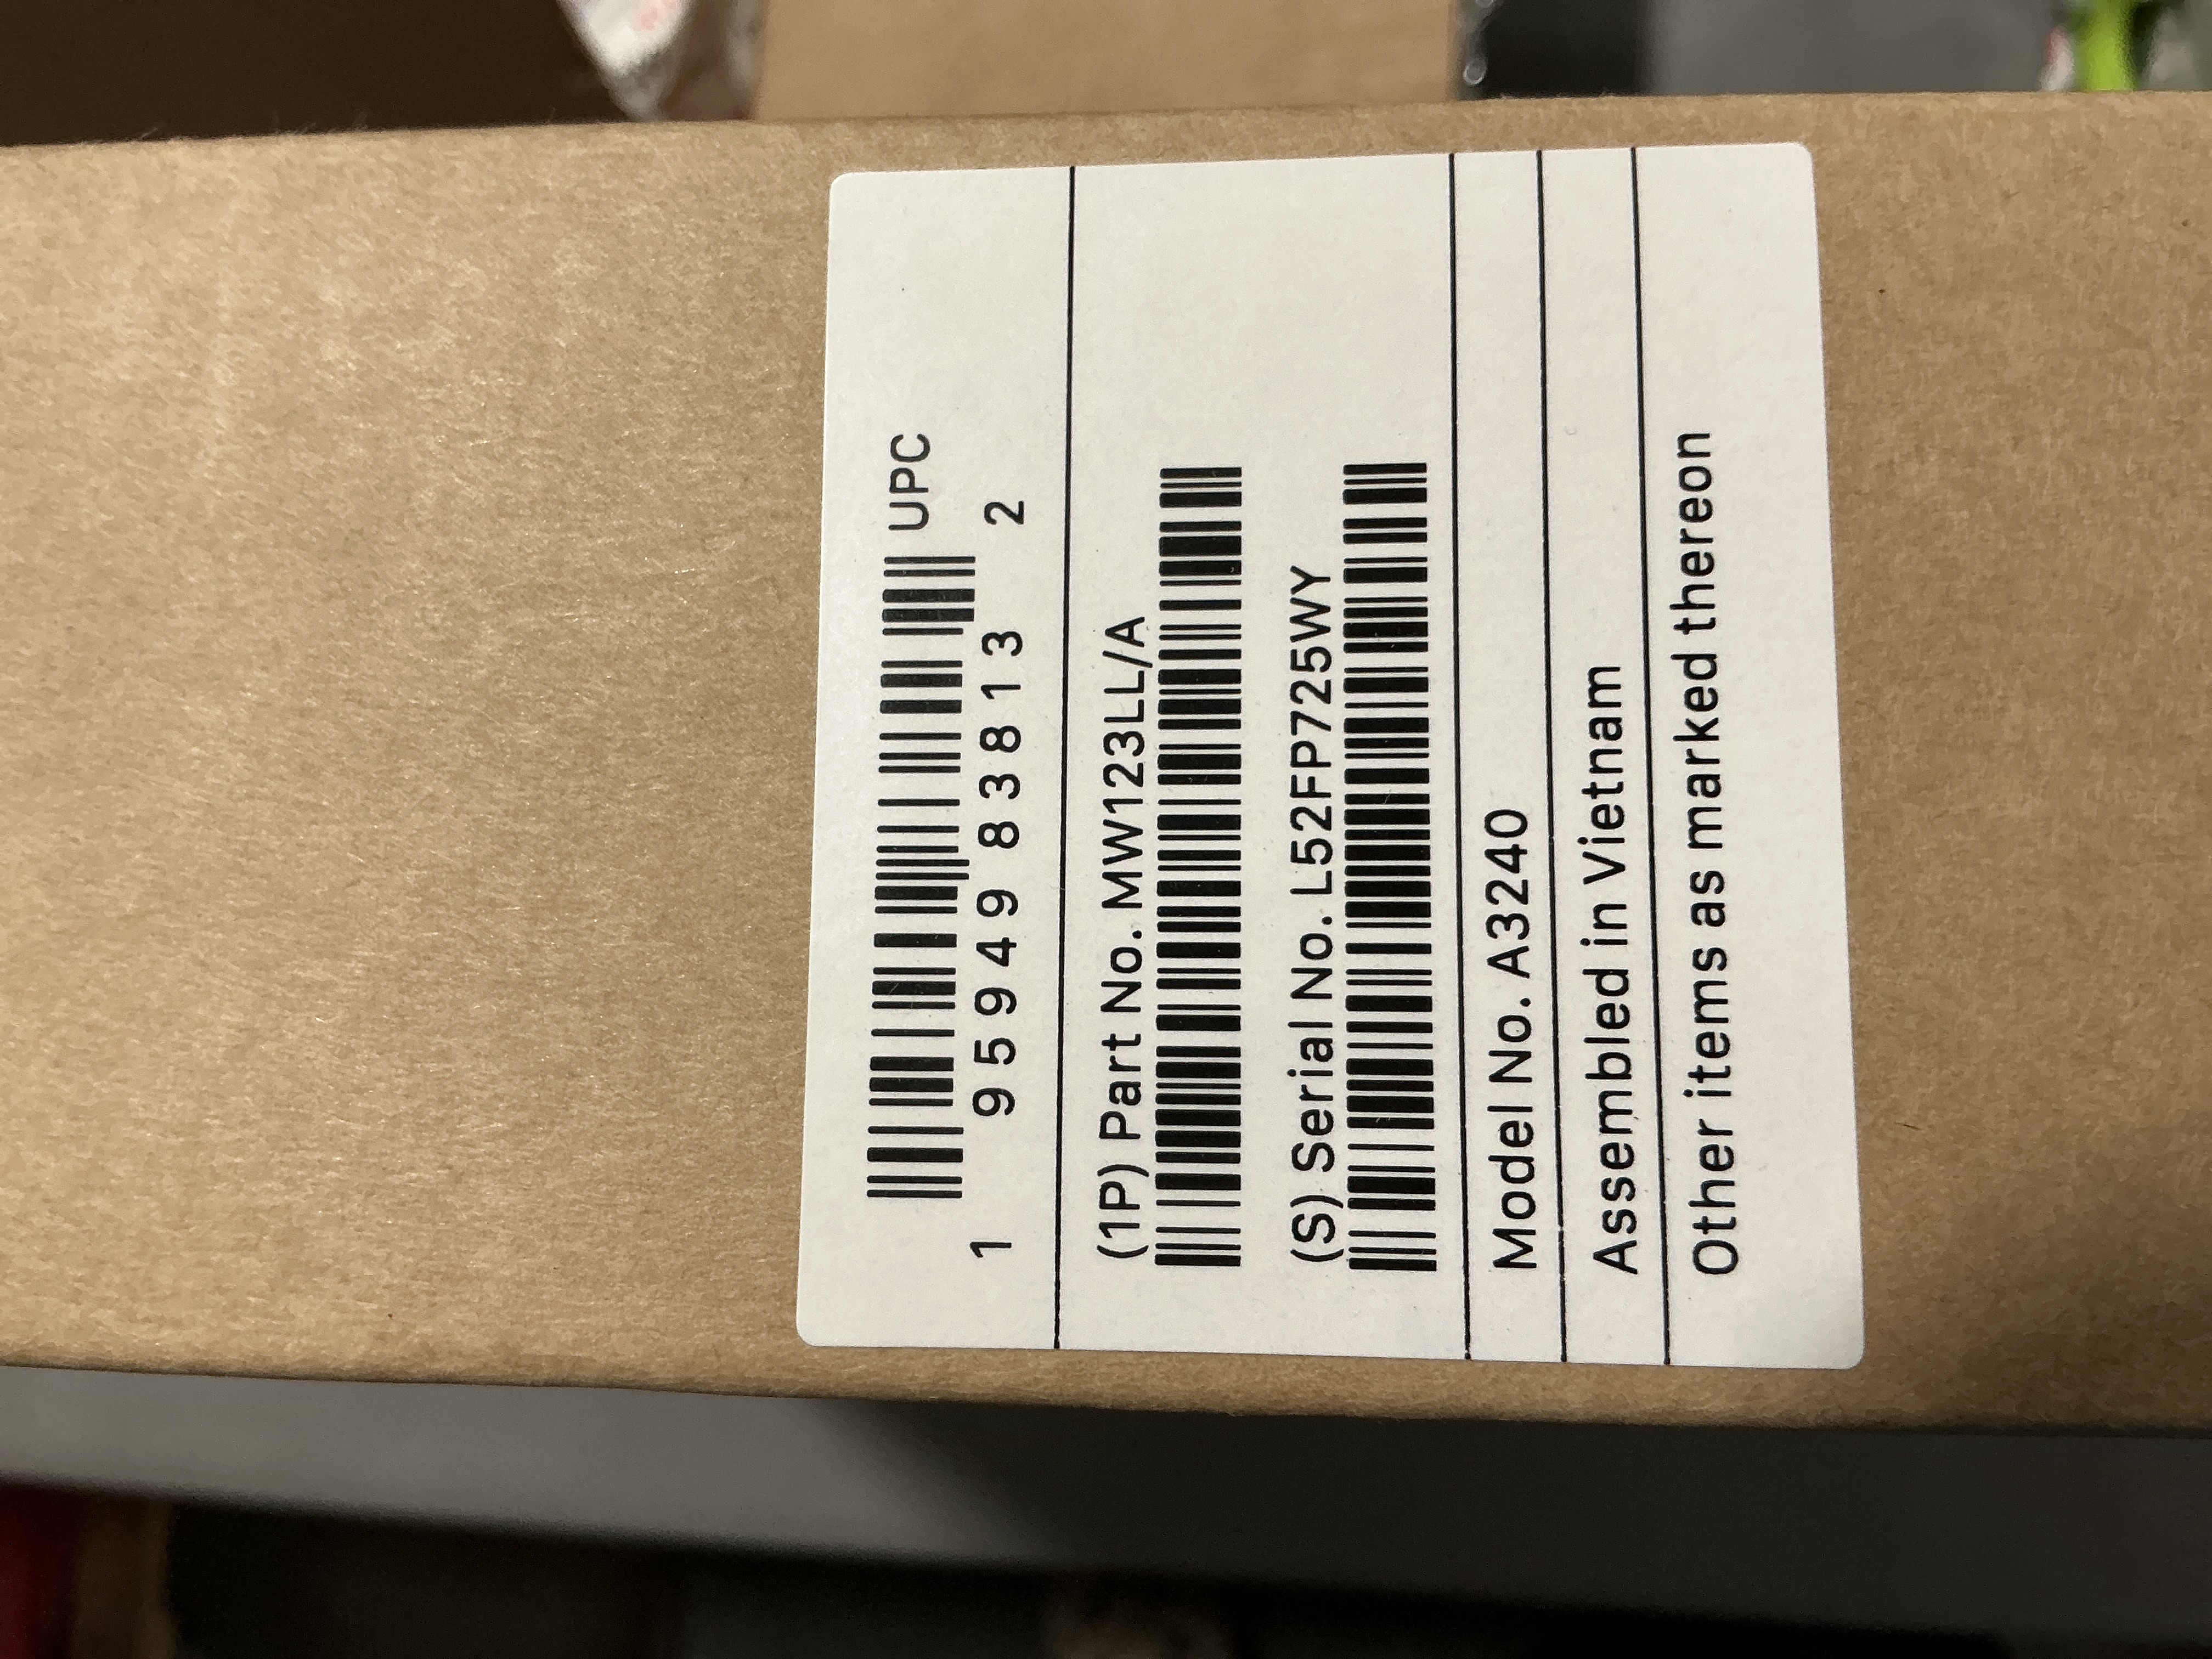 UPC
1 95949 83813 2
(1P) Part No. MW123LL/A
(S) Serial No. L52FP725WY
Model No. A3240
Assembled in Vietnam
Other items as marked thereon